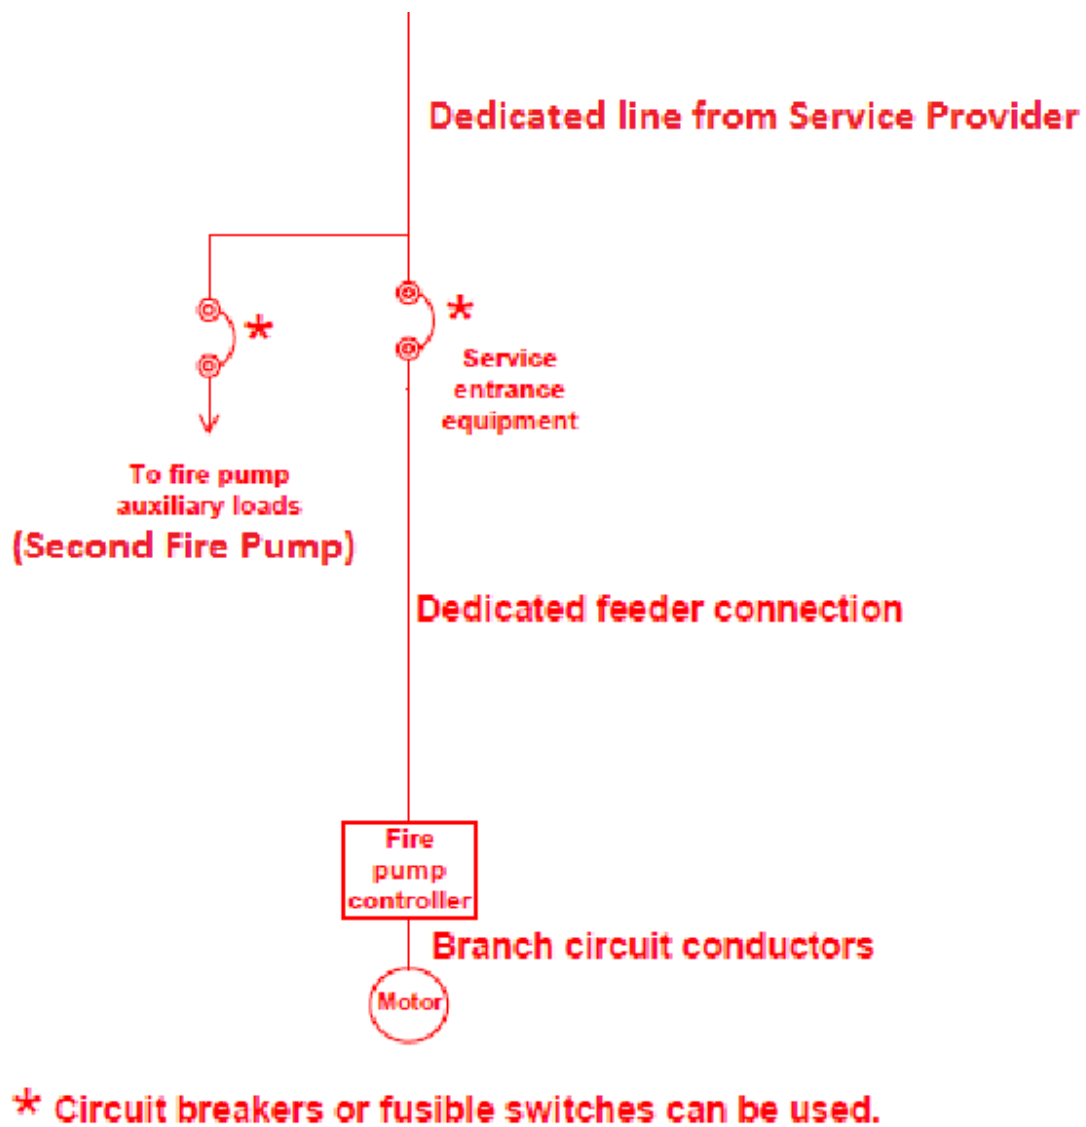 Dedicated line from Service Provider
*
*
Service
entrance
equipment
To fire pump
auxiliary loads
(Second Fire Pump)
Dedicated feeder connection
Fire
pump
controller
Branch circuit conductors
Motor
* Circuit breakers or fusible switches can be used.